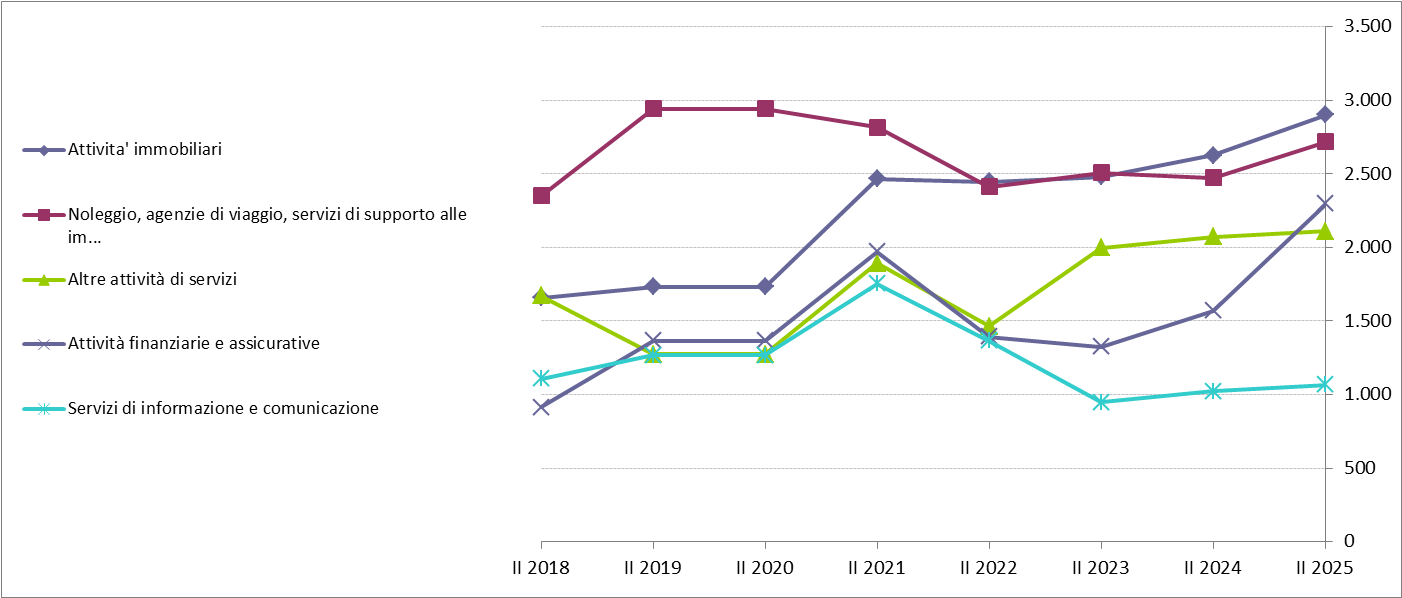 Attivita' immobiliari
Noleggio, agenzie di viaggio, servizi di supporto alle
im...
Altre attività di servizi
Attività finanziarie e assicurative
Servizi di informazione e comunicazione
3.500
3.000
2.500
2.000
1.500
1.000
500
0
II 2018 II 2019 II 2020 II 2021 II 2022 II 2023 II 2024 II 2025